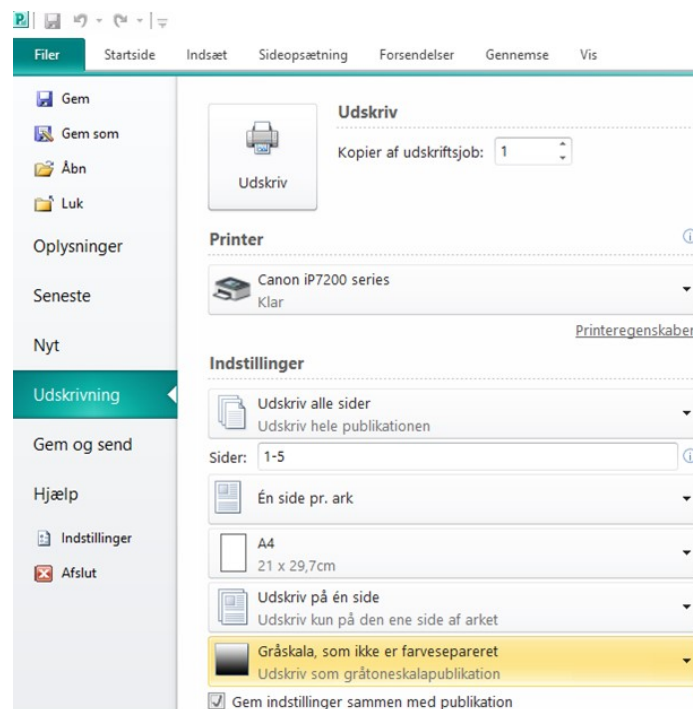 Filer Startside Indsæt Sideopsætning Forsendelser Gennemse Vis
Gem
Gem som
Åbn
Luk
Oplysninger
Seneste
Nyt
Udskrivning
Gem og send
Hjælp
Indstillinger
Afslut
Udskriv
Udskriv
Kopier af udskriftsjob: 1
Printer
Canon iP7200 series
Klar
Printeregenskaber
Indstillinger
Udskriv alle sider
Udskriv hele publikationen
Sider: 1-5
Én side pr. ark
A4
21 x 29,7cm
Udskriv på én side
Udskriv kun på den ene side af arket
Gråskala, som ikke er farvesepareret
Udskriv som gråtoneskalapublikation
Gem indstillinger sammen med publikation